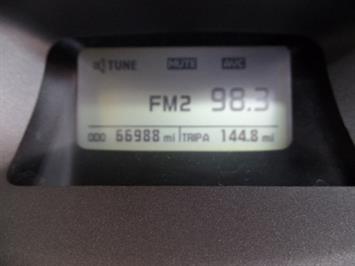 TUNE MUTE AVC
FM2 98.3
ODO 66988 mi TRIPA 144.8 mi